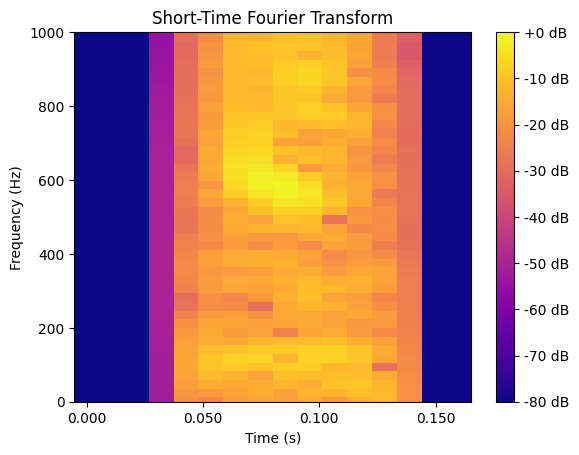 Short-Time Fourier Transform
1000
800
600
400
200
0
Frequency (Hz)
0.000
0.050
0.100
0.150
Time (s)
+0 dB
-10 dB
-20 dB
-30 dB
-40 dB
-50 dB
-60 dB
-70 dB
-80 dB